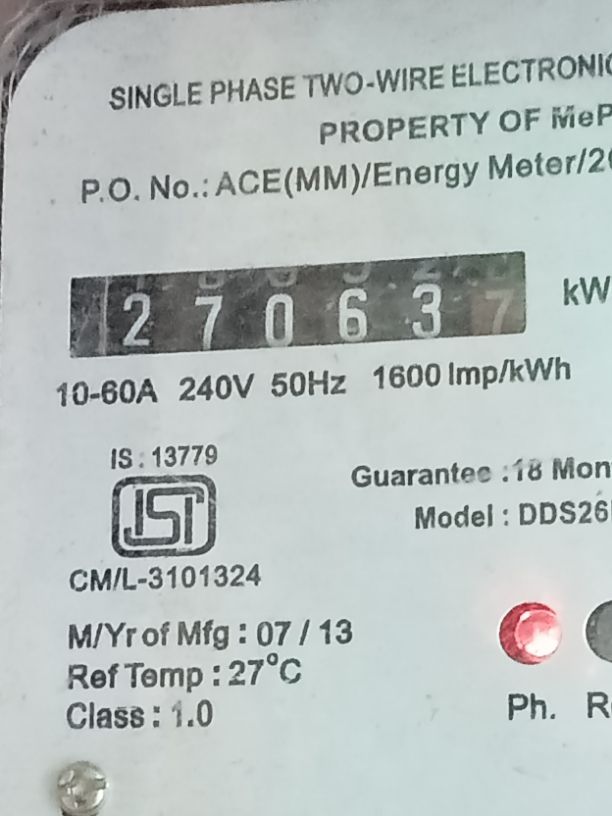 SINGLE PHASE TWO-WIRE ELECTRONIC
PROPERTY OF MeP
P.O. No.: ACE(MM)/Energy Meter/20
270637
kW
10-60A 240V 50Hz 1600 Imp/kWh
IS : 13779
Guarantee : 18 Mon
ISI
Model : DDS26
CM/L-3101324
M/Yr of Mfg : 07 / 13
Ref Temp : 27°C
Class : 1.0
Ph. R